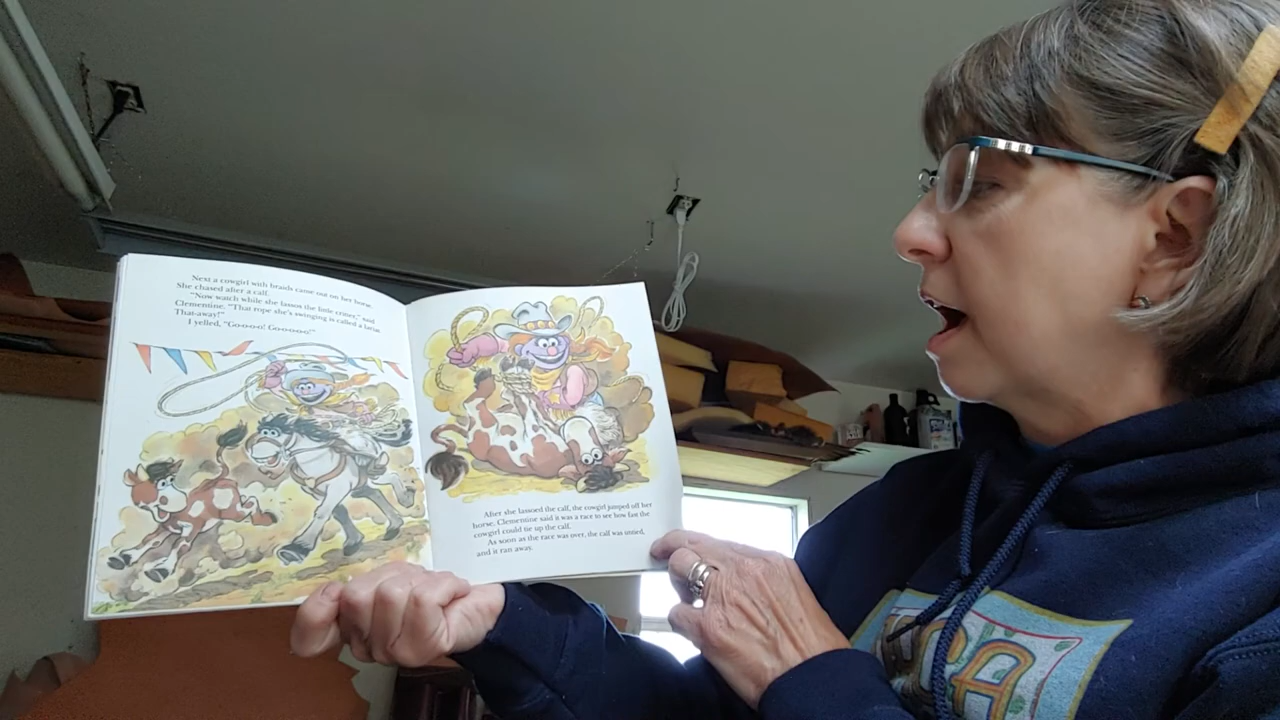 Next a cowgirl with braids came out on her horse.
She chased after a calf.
"Now watch while she lassos the little critter," said
Clementine. "That rope she's swinging is called a lariat.
That-away!"
I yelled, "Go-o-o-o! Go-o-o-o-o!"
After she lassoed the calf, the cowgirl jumped off her
horse. Clementine said it was a race to see how fast the
cowgirl could tie up the calf.
As soon as the race was over, the calf was untied,
and it ran away.